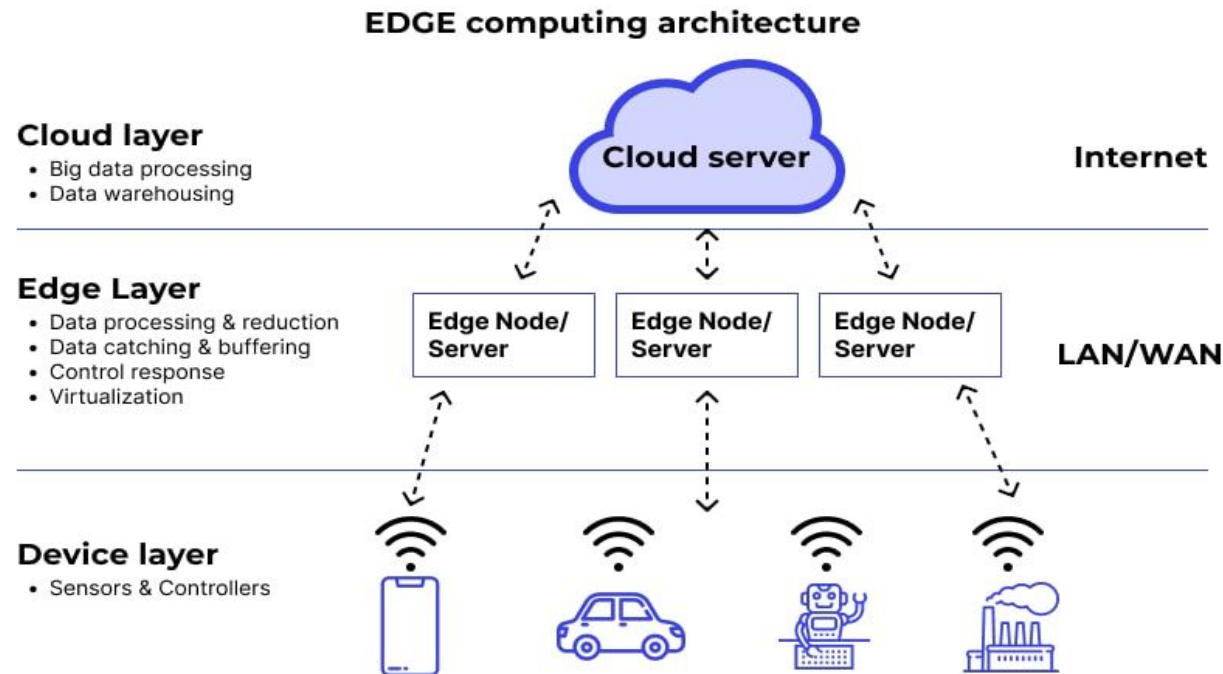 EDGE computing architecture
Cloud layer
• Big data processing
• Data warehousing
Cloud server
Internet
Edge Layer
• Data processing & reduction
• Data catching & buffering
• Control response
• Virtualization
Edge Node/
Server
Edge Node/
Server
Edge Node/
Server
LAN/WAN
Device layer
• Sensors & Controllers